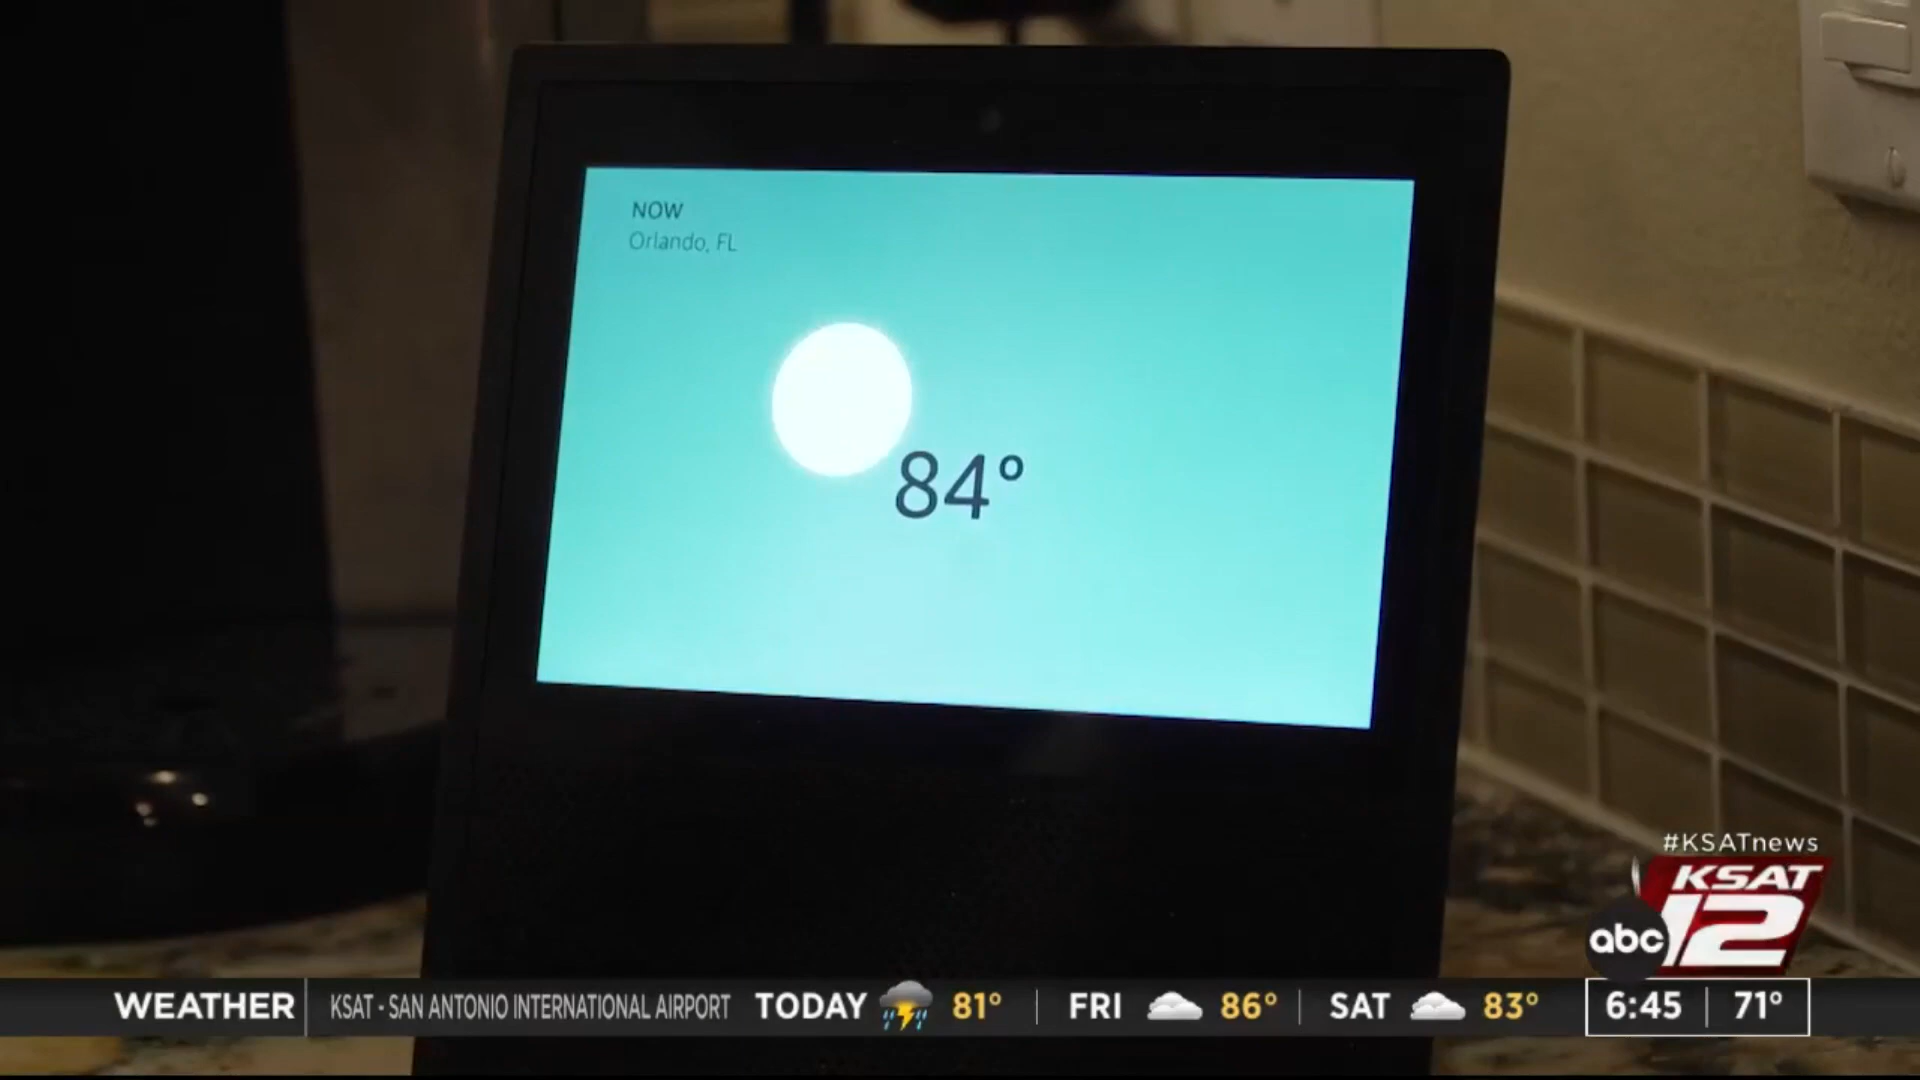 NOW
Orlando, FL
84°
#KSATnews
KSAT
12
abc
WEATHER KSAT - SAN ANTONIO INTERNATIONAL AIRPORT TODAY 81° FRI 86° SAT 83° 6:45 71°